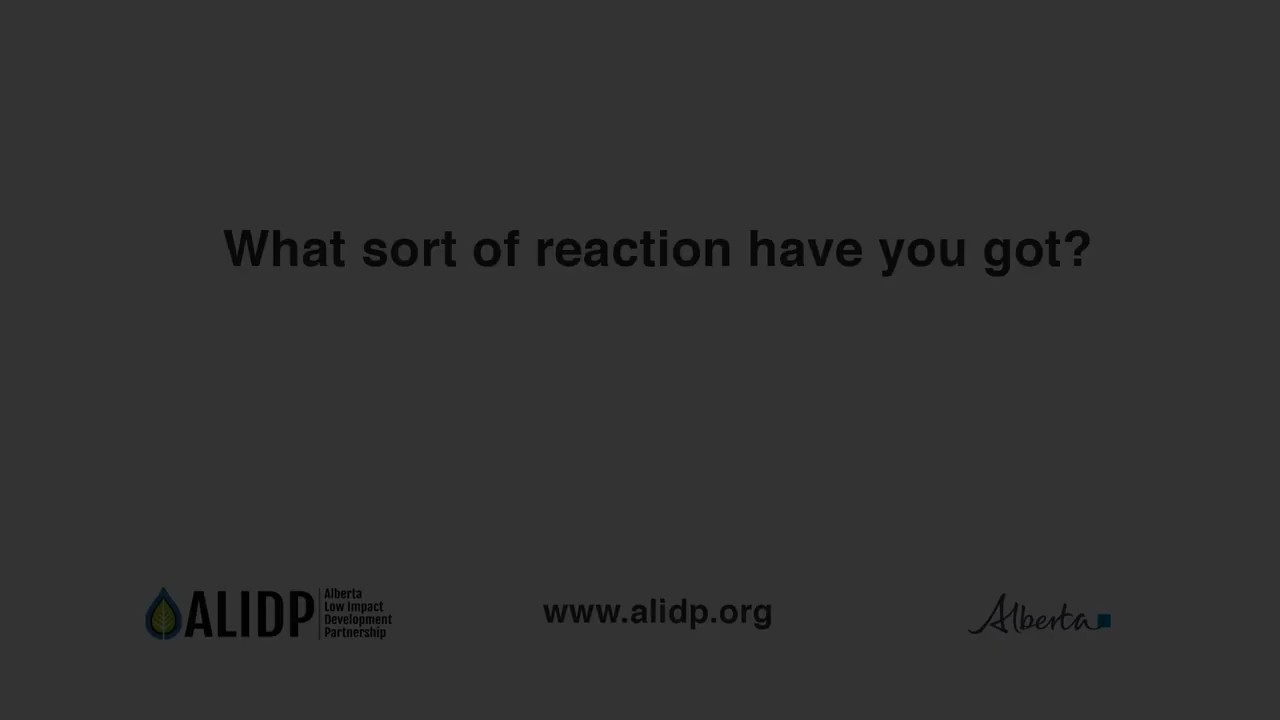 What sort of reaction have you got?
ALIDP
Alberta
Low Impact
Development
Partnership
www.alidp.org
Alberta